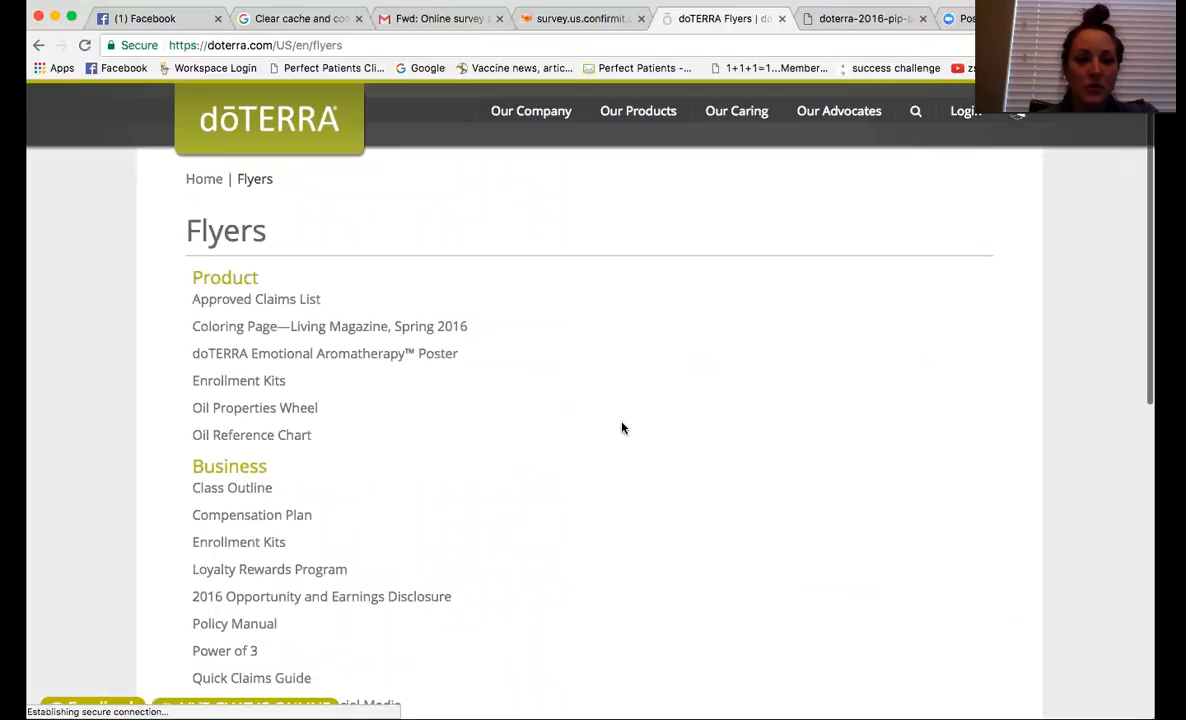 (1) Facebook
Clear cache and coo
Fwd: Online survey
survey.us.confirmit.
doTERRA Flyers | do
doterra-2016-pip-b
Pos
Secure https://doterra.com/US/en/flyers
Apps Facebook Workspace Login Perfect Patients Cli... Google Vaccine news, artic... Perfect Patients -... 1+1+1=1...Member... success challenge zs
dōTERRA®
Our Company Our Products Our Caring Our Advocates Login
Home | Flyers
Flyers
Product
Approved Claims List
Coloring Page—Living Magazine, Spring 2016
doTERRA Emotional Aromatherapy™ Poster
Enrollment Kits
Oil Properties Wheel
Oil Reference Chart
Business
Class Outline
Compensation Plan
Enrollment Kits
Loyalty Rewards Program
2016 Opportunity and Earnings Disclosure
Policy Manual
Power of 3
Quick Claims Guide
Establishing secure connection...